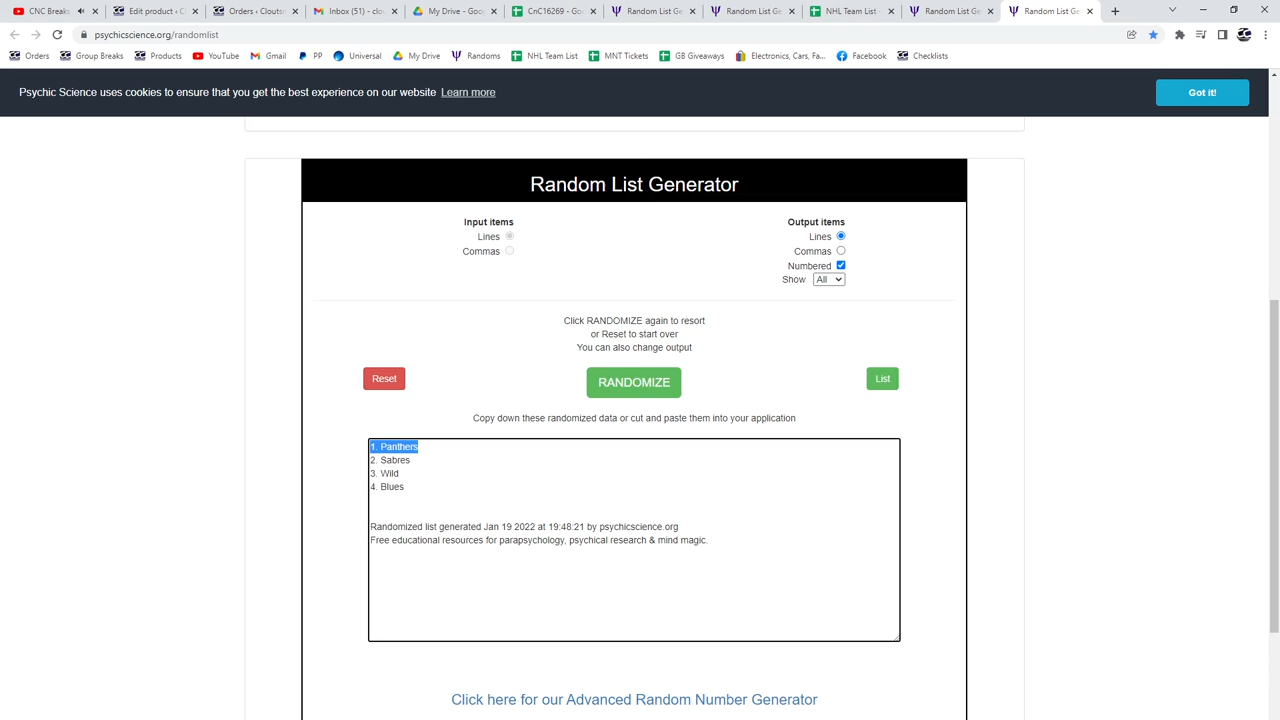 CNC Break
Edit product · C
Orders · Clouts
Inbox (51) - clo
My Drive - Goo
CnC16269 - Go
Random List Ge
Random List Ge
NHL Team List
Random List Ge
Random List Ge
psychicscience.org/randomlist
Orders
Group Breaks
Products
YouTube
Gmail
PP
Universal
My Drive
Randoms
NHL Team List
MNT Tickets
GB Giveaways
Electronics, Cars, Fa...
Facebook
Checklists
Psychic Science uses cookies to ensure that you get the best experience on our website Learn more
Got it!
Random List Generator
Input items
Output items
Lines
Lines
Commas
Commas
Numbered
Show All
Click RANDOMIZE again to resort
or Reset to start over
You can also change output
Reset
RANDOMIZE
List
Copy down these randomized data or cut and paste them into your application
1. Panthers
2. Sabres
3. Wild
4. Blues
Randomized list generated Jan 19 2022 at 19:48:21 by psychicscience.org
Free educational resources for parapsychology, psychical research & mind magic.
Click here for our Advanced Random Number Generator